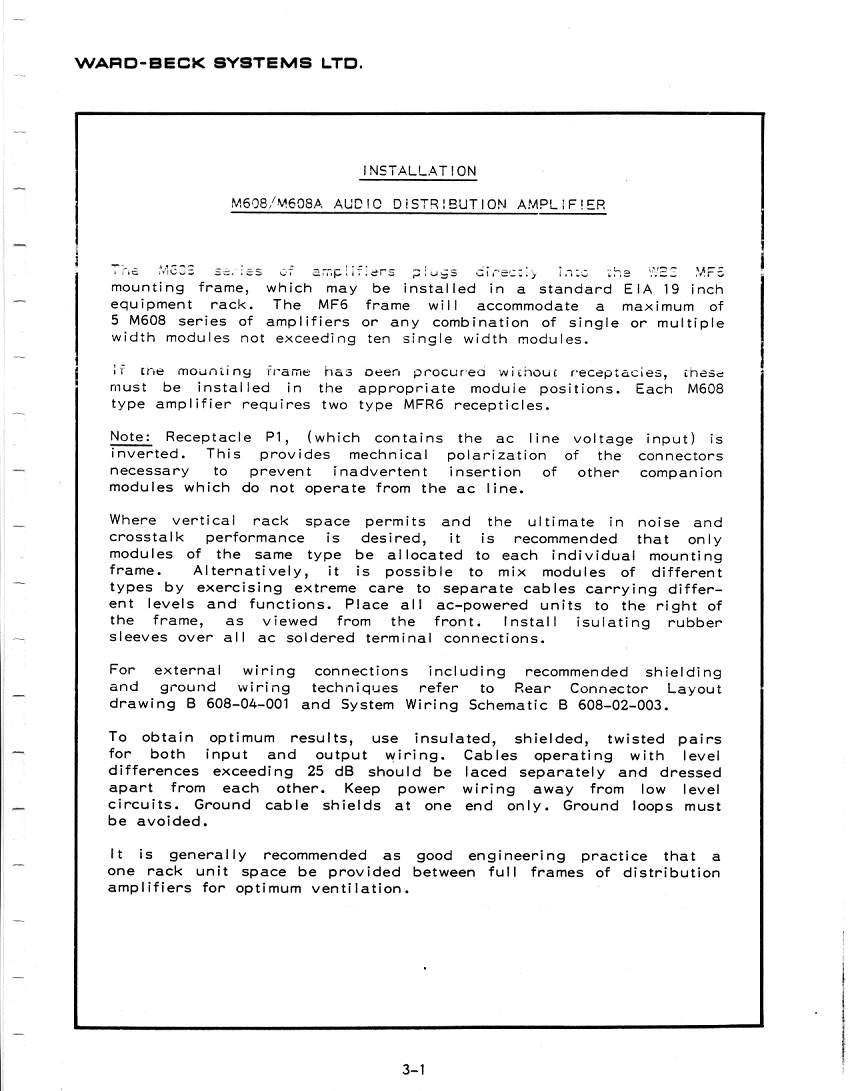 WARD-BECK SYSTEMS LTD.
INSTALLATION
M608/M608A AUDIO DISTRIBUTION AMPLIFIER
The M608 series of amplifiers plugs directly into the WBS MF6
mounting frame, which may be installed in a standard EIA 19 inch
equipment rack. The MF6 frame will accommodate a maximum of
5 M608 series of amplifiers or any combination of single or multiple
width modules not exceeding ten single width modules.
If the mounting frame has been procured without receptacles, these
must be installed in the appropriate module positions. Each M608
type amplifier requires two type MFR6 recepticles.
Note: Receptacle P1, (which contains the ac line voltage input) is
inverted. This provides mechnical polarization of the connectors
necessary to prevent inadvertent insertion of other companion
modules which do not operate from the ac line.
Where vertical rack space permits and the ultimate in noise and
crosstalk performance is desired, it is recommended that only
modules of the same type be allocated to each individual mounting
frame. Alternatively, it is possible to mix modules of different
types by exercising extreme care to separate cables carrying differ-
ent levels and functions. Place all ac-powered units to the right of
the frame, as viewed from the front. Install isulating rubber
sleeves over all ac soldered terminal connections.
For external wiring connections including recommended shielding
and ground wiring techniques refer to Rear Connector Layout
drawing B 608-04-001 and System Wiring Schematic B 608-02-003.
To obtain optimum results, use insulated, shielded, twisted pairs
for both input and output wiring. Cables operating with level
differences exceeding 25 dB should be laced separately and dressed
apart from each other. Keep power wiring away from low level
circuits. Ground cable shields at one end only. Ground loops must
be avoided.
It is generally recommended as good engineering practice that a
one rack unit space be provided between full frames of distribution
amplifiers for optimum ventilation.
3-1